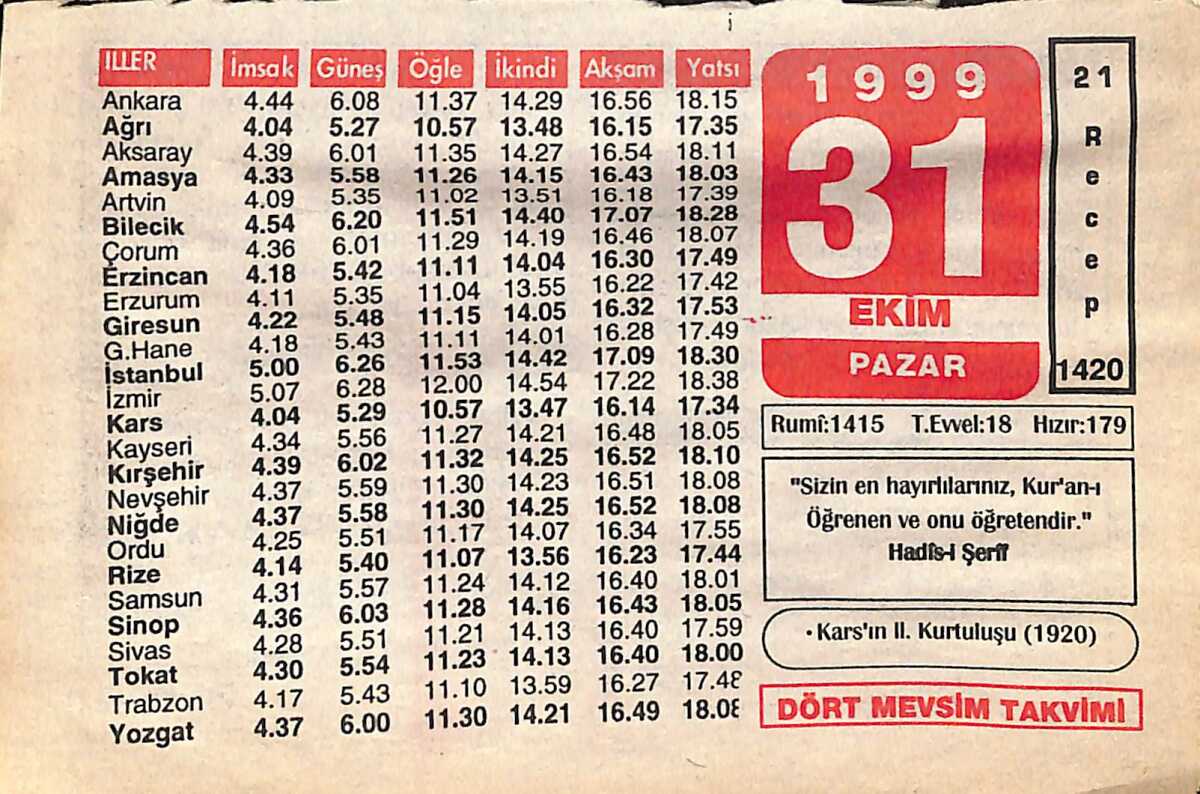 İLLER İmsak Güneş Öğle İkindi Akşam Yatsı
Ankara 4.44 6.08 11.37 14.29 16.56 18.15
Ağrı 4.04 5.27 10.57 13.48 16.15 17.35
Aksaray 4.39 6.01 11.35 14.27 16.54 18.11
Amasya 4.33 5.58 11.26 14.15 16.43 18.03
Artvin 4.09 5.35 11.02 13.51 16.18 17.39
Bilecik 4.54 6.20 11.51 14.40 17.07 18.28
Çorum 4.36 6.01 11.29 14.19 16.46 18.07
Erzincan 4.18 5.42 11.11 14.04 16.30 17.49
Erzurum 4.11 5.35 11.04 13.55 16.22 17.42
Giresun 4.22 5.48 11.15 14.05 16.32 17.53
G.Hane 4.18 5.43 11.11 14.01 16.28 17.49
İstanbul 5.00 6.26 11.53 14.42 17.09 18.30
İzmir 5.07 6.28 12.00 14.54 17.22 18.38
Kars 4.04 5.29 10.57 13.47 16.14 17.34
Kayseri 4.34 5.56 11.27 14.21 16.48 18.05
Kırşehir 4.39 6.02 11.32 14.25 16.52 18.10
Nevşehir 4.37 5.59 11.30 14.23 16.51 18.08
Niğde 4.37 5.58 11.30 14.25 16.52 18.08
Ordu 4.25 5.51 11.17 14.07 16.34 17.55
Rize 4.14 5.40 11.07 13.56 16.23 17.44
Samsun 4.31 5.57 11.24 14.12 16.40 18.01
Sinop 4.36 6.03 11.28 14.16 16.43 18.05
Sivas 4.28 5.51 11.21 14.13 16.40 17.59
Tokat 4.30 5.54 11.23 14.13 16.40 18.00
Trabzon 4.17 5.43 11.10 13.59 16.27 17.48
Yozgat 4.37 6.00 11.30 14.21 16.49 18.08
1999
31
EKİM
PAZAR
21
Recep
1420
Rumî:1415 T.Evvel:18 Hızır:179
"Sizin en hayırlılarınız, Kur'an-ı
Öğrenen ve onu öğretendir."
Hadîs-i Şerîf
• Kars'ın II. Kurtuluşu (1920)
DÖRT MEVSİM TAKVİMİ